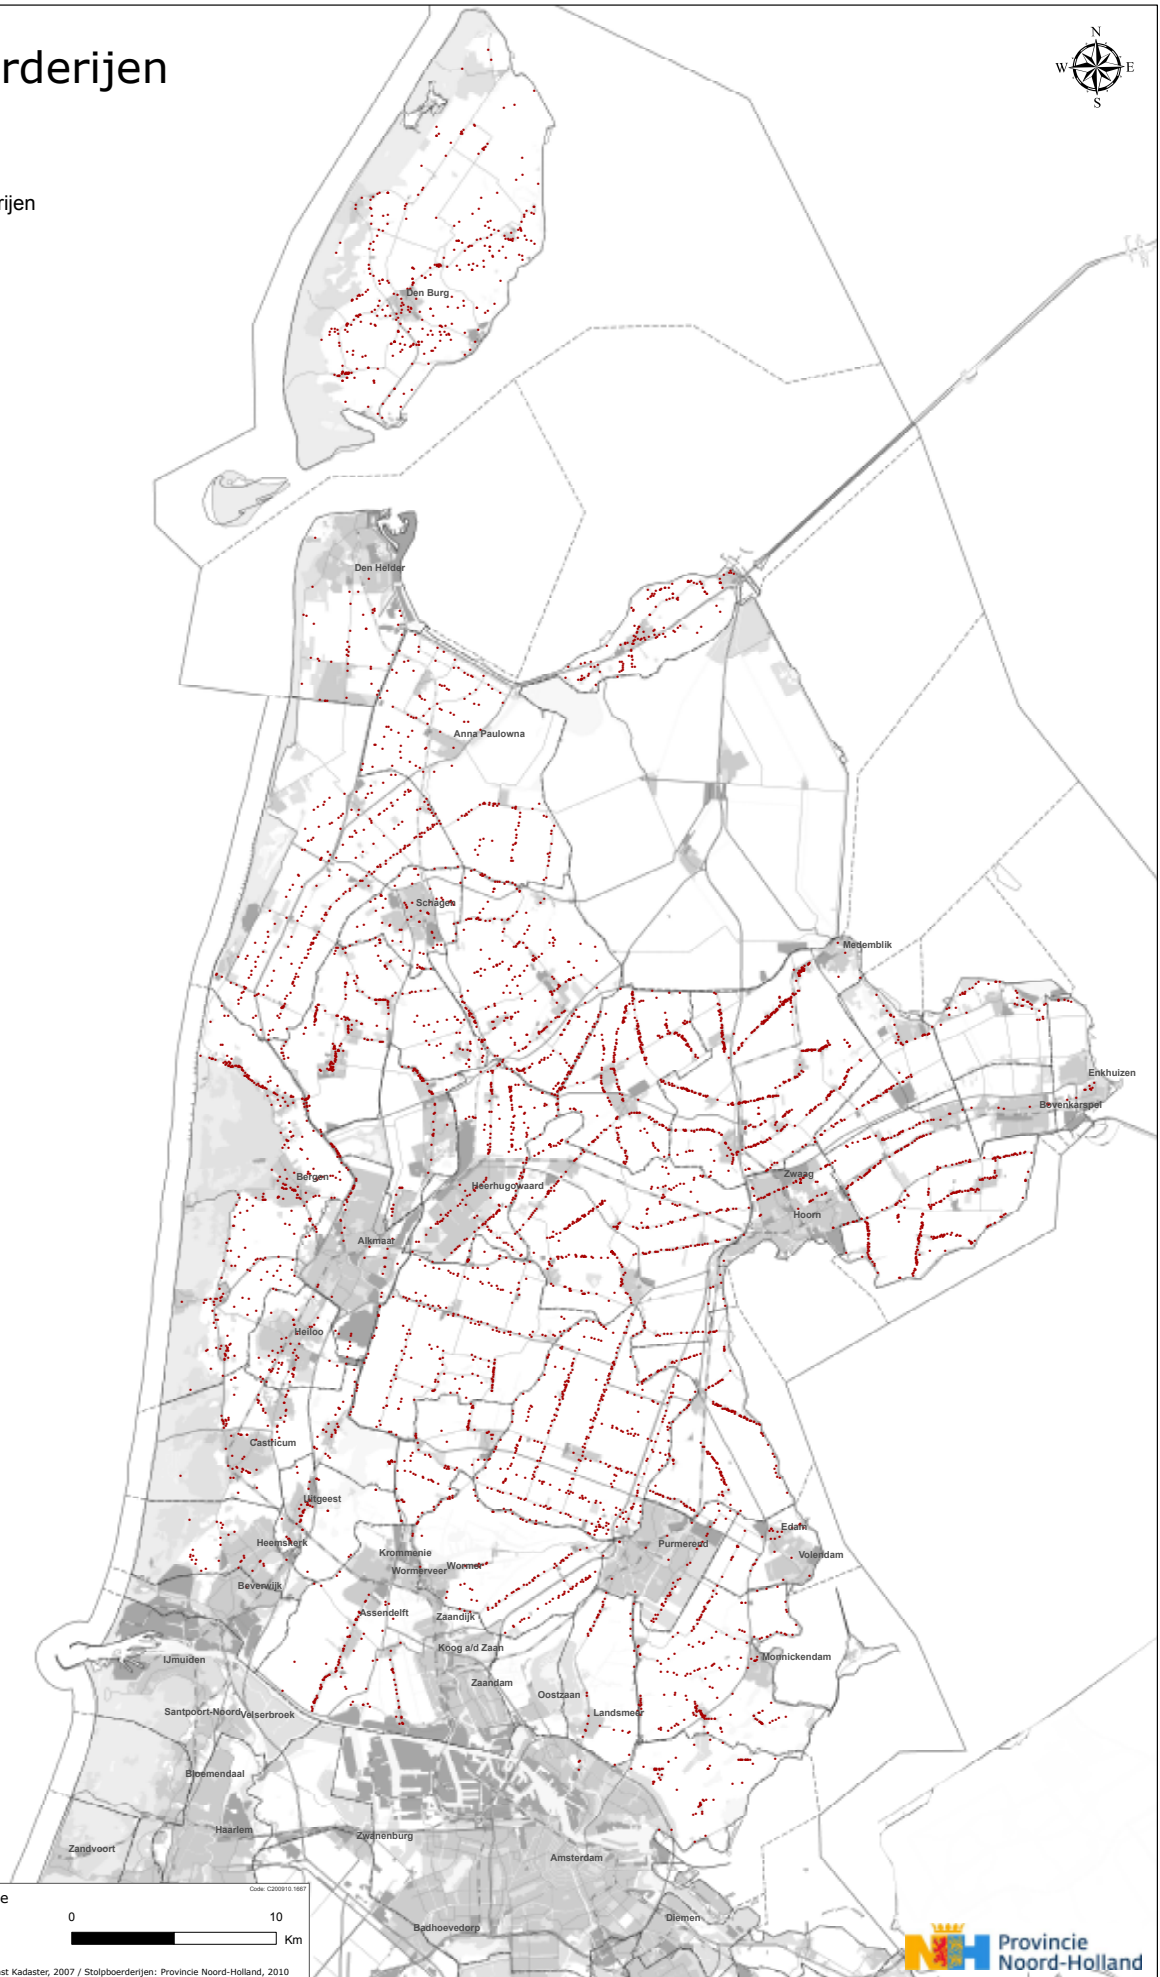 rderijen
N
W E
S
rijen
Den Burg
Den Helder
Anna Paulowna
Schagen
Medemblik
Enkhuizen
Bovenkarspel
Bergen
Heerhugowaard
Zwaag
Hoorn
Alkmaar
Heiloo
Castricum
Uitgeest
Edam
Heemskerk
Purmerend
Volendam
Krommenie
Wormerveer
Wormer
Beverwijk
Assendelft
Zaandijk
Koog a/d Zaan
Monnickendam
IJmuiden
Zaandam
Oostzaan
Santpoort-Noord
Velserbroek
Landsmeer
Bloemendaal
Haarlem
Zwanenburg
Zandvoort
Amsterdam
Diemen
Badhoevedorp
Code: C200910.1667
e
0 10
Km
st Kadaster, 2007 / Stolpboerderijen: Provincie Noord-Holland, 2010
NH
Provincie
Noord-Holland